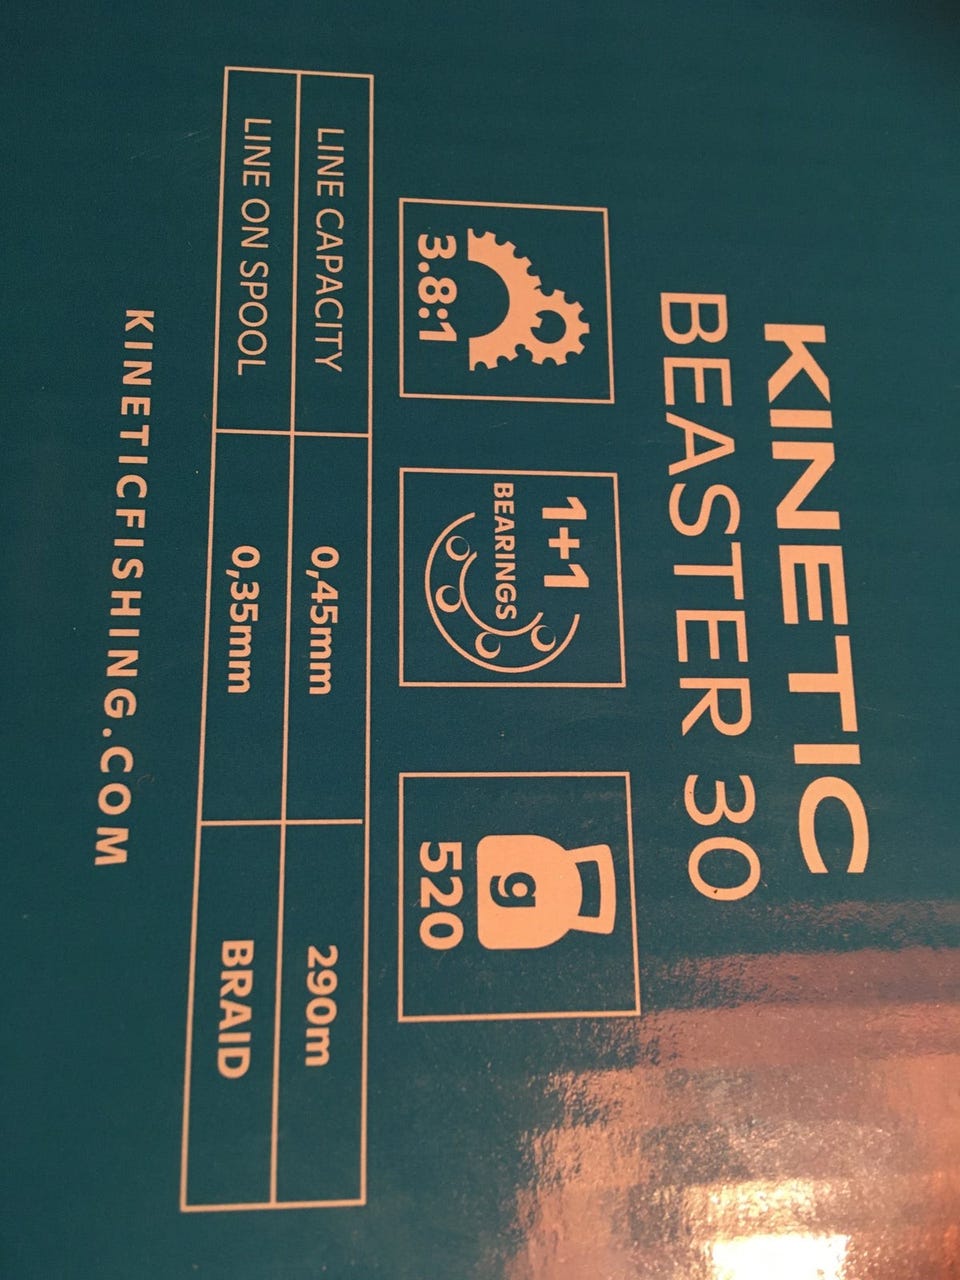 KINETIC
BEASTER 30
3.8:1
1+1
BEARINGS
g
520
LINE CAPACITY 0,45mm 290m
LINE ON SPOOL 0,35mm BRAID
KINETICFISHING.COM